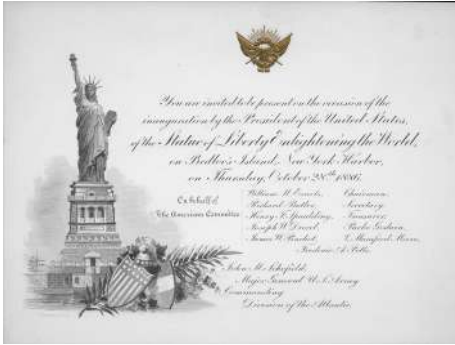 You are invited to be present on the occasion of the
inauguration by the President of the United States,
of the Statue of Liberty Enlightening the World,
on Bedloe's Island, New York Harbor,
on Thursday, October 28th 1886.
On behalf of
The American Committee
William M. Evarts, Chairman.
Richard Butler, Secretary.
Henry F. Spaulding, Treasurer.
Joseph W. Drexel, Parke Godwin,
James W. Pinchot, V. Mumford Moore,
Frederic A. Potts.
John M. Schofield,
Major General U.S. Army
Commanding
Division of the Atlantic.